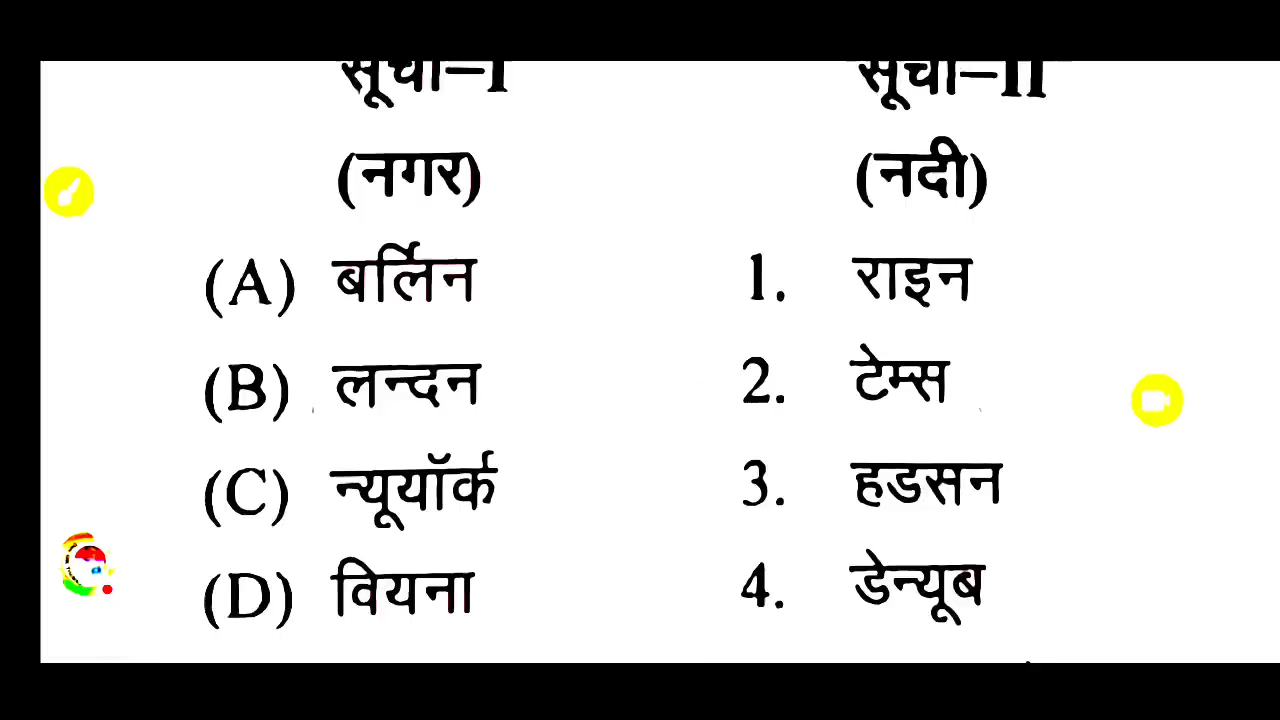 सूची–I सूची–II
(नगर) (नदी)
(A) बर्लिन 1. राइन
(B) लन्दन 2. टेम्स
(C) न्यूयॉर्क 3. हडसन
(D) वियना 4. डेन्यूब